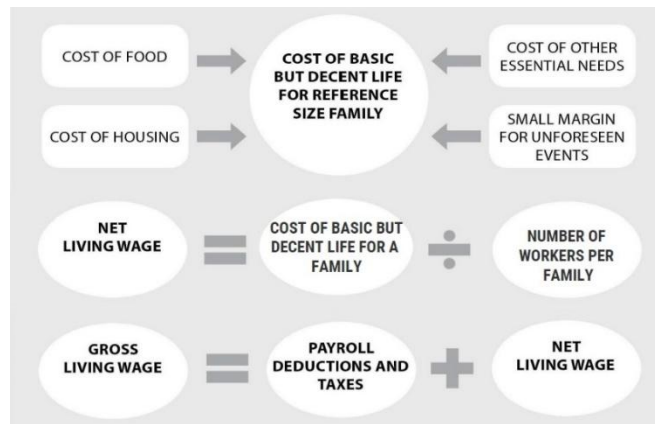 COST OF FOOD
COST OF BASIC
BUT DECENT LIFE
FOR REFERENCE
SIZE FAMILY
COST OF OTHER
ESSENTIAL NEEDS
COST OF HOUSING
SMALL MARGIN
FOR UNFORESEEN
EVENTS
NET
LIVING WAGE
COST OF BASIC BUT
DECENT LIFE FOR A
FAMILY
NUMBER OF
WORKERS PER
FAMILY
GROSS
LIVING WAGE
PAYROLL
DEDUCTIONS AND
TAXES
NET
LIVING WAGE